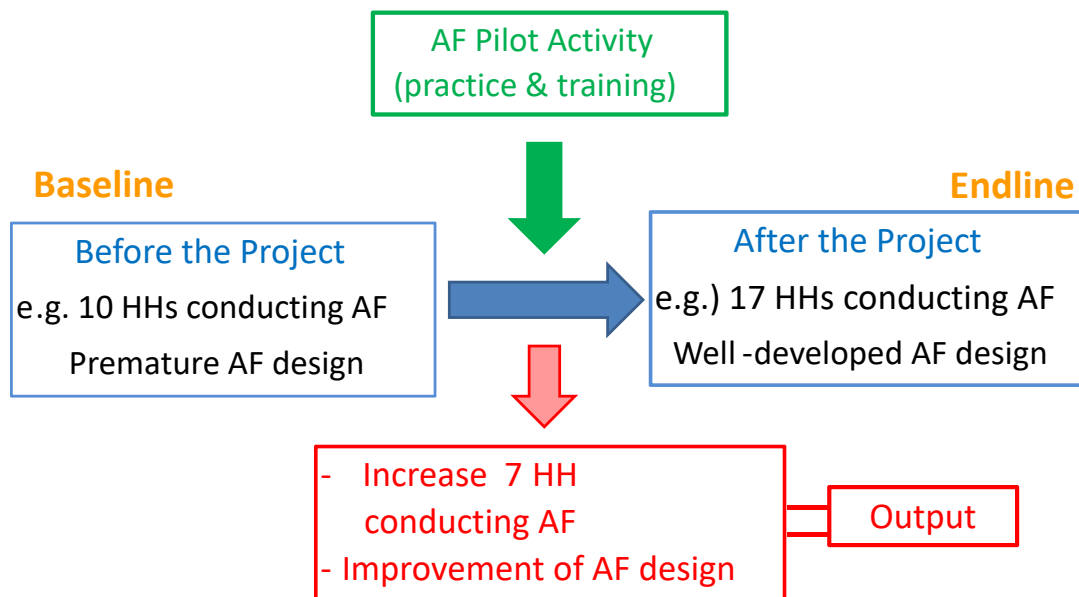 AF Pilot Activity
(practice & training)
Baseline
Endline
Before the Project
e.g. 10 HHs conducting AF
Premature AF design
After the Project
e.g.) 17 HHs conducting AF
Well-developed AF design
- Increase 7 HH
conducting AF
- Improvement of AF design
Output